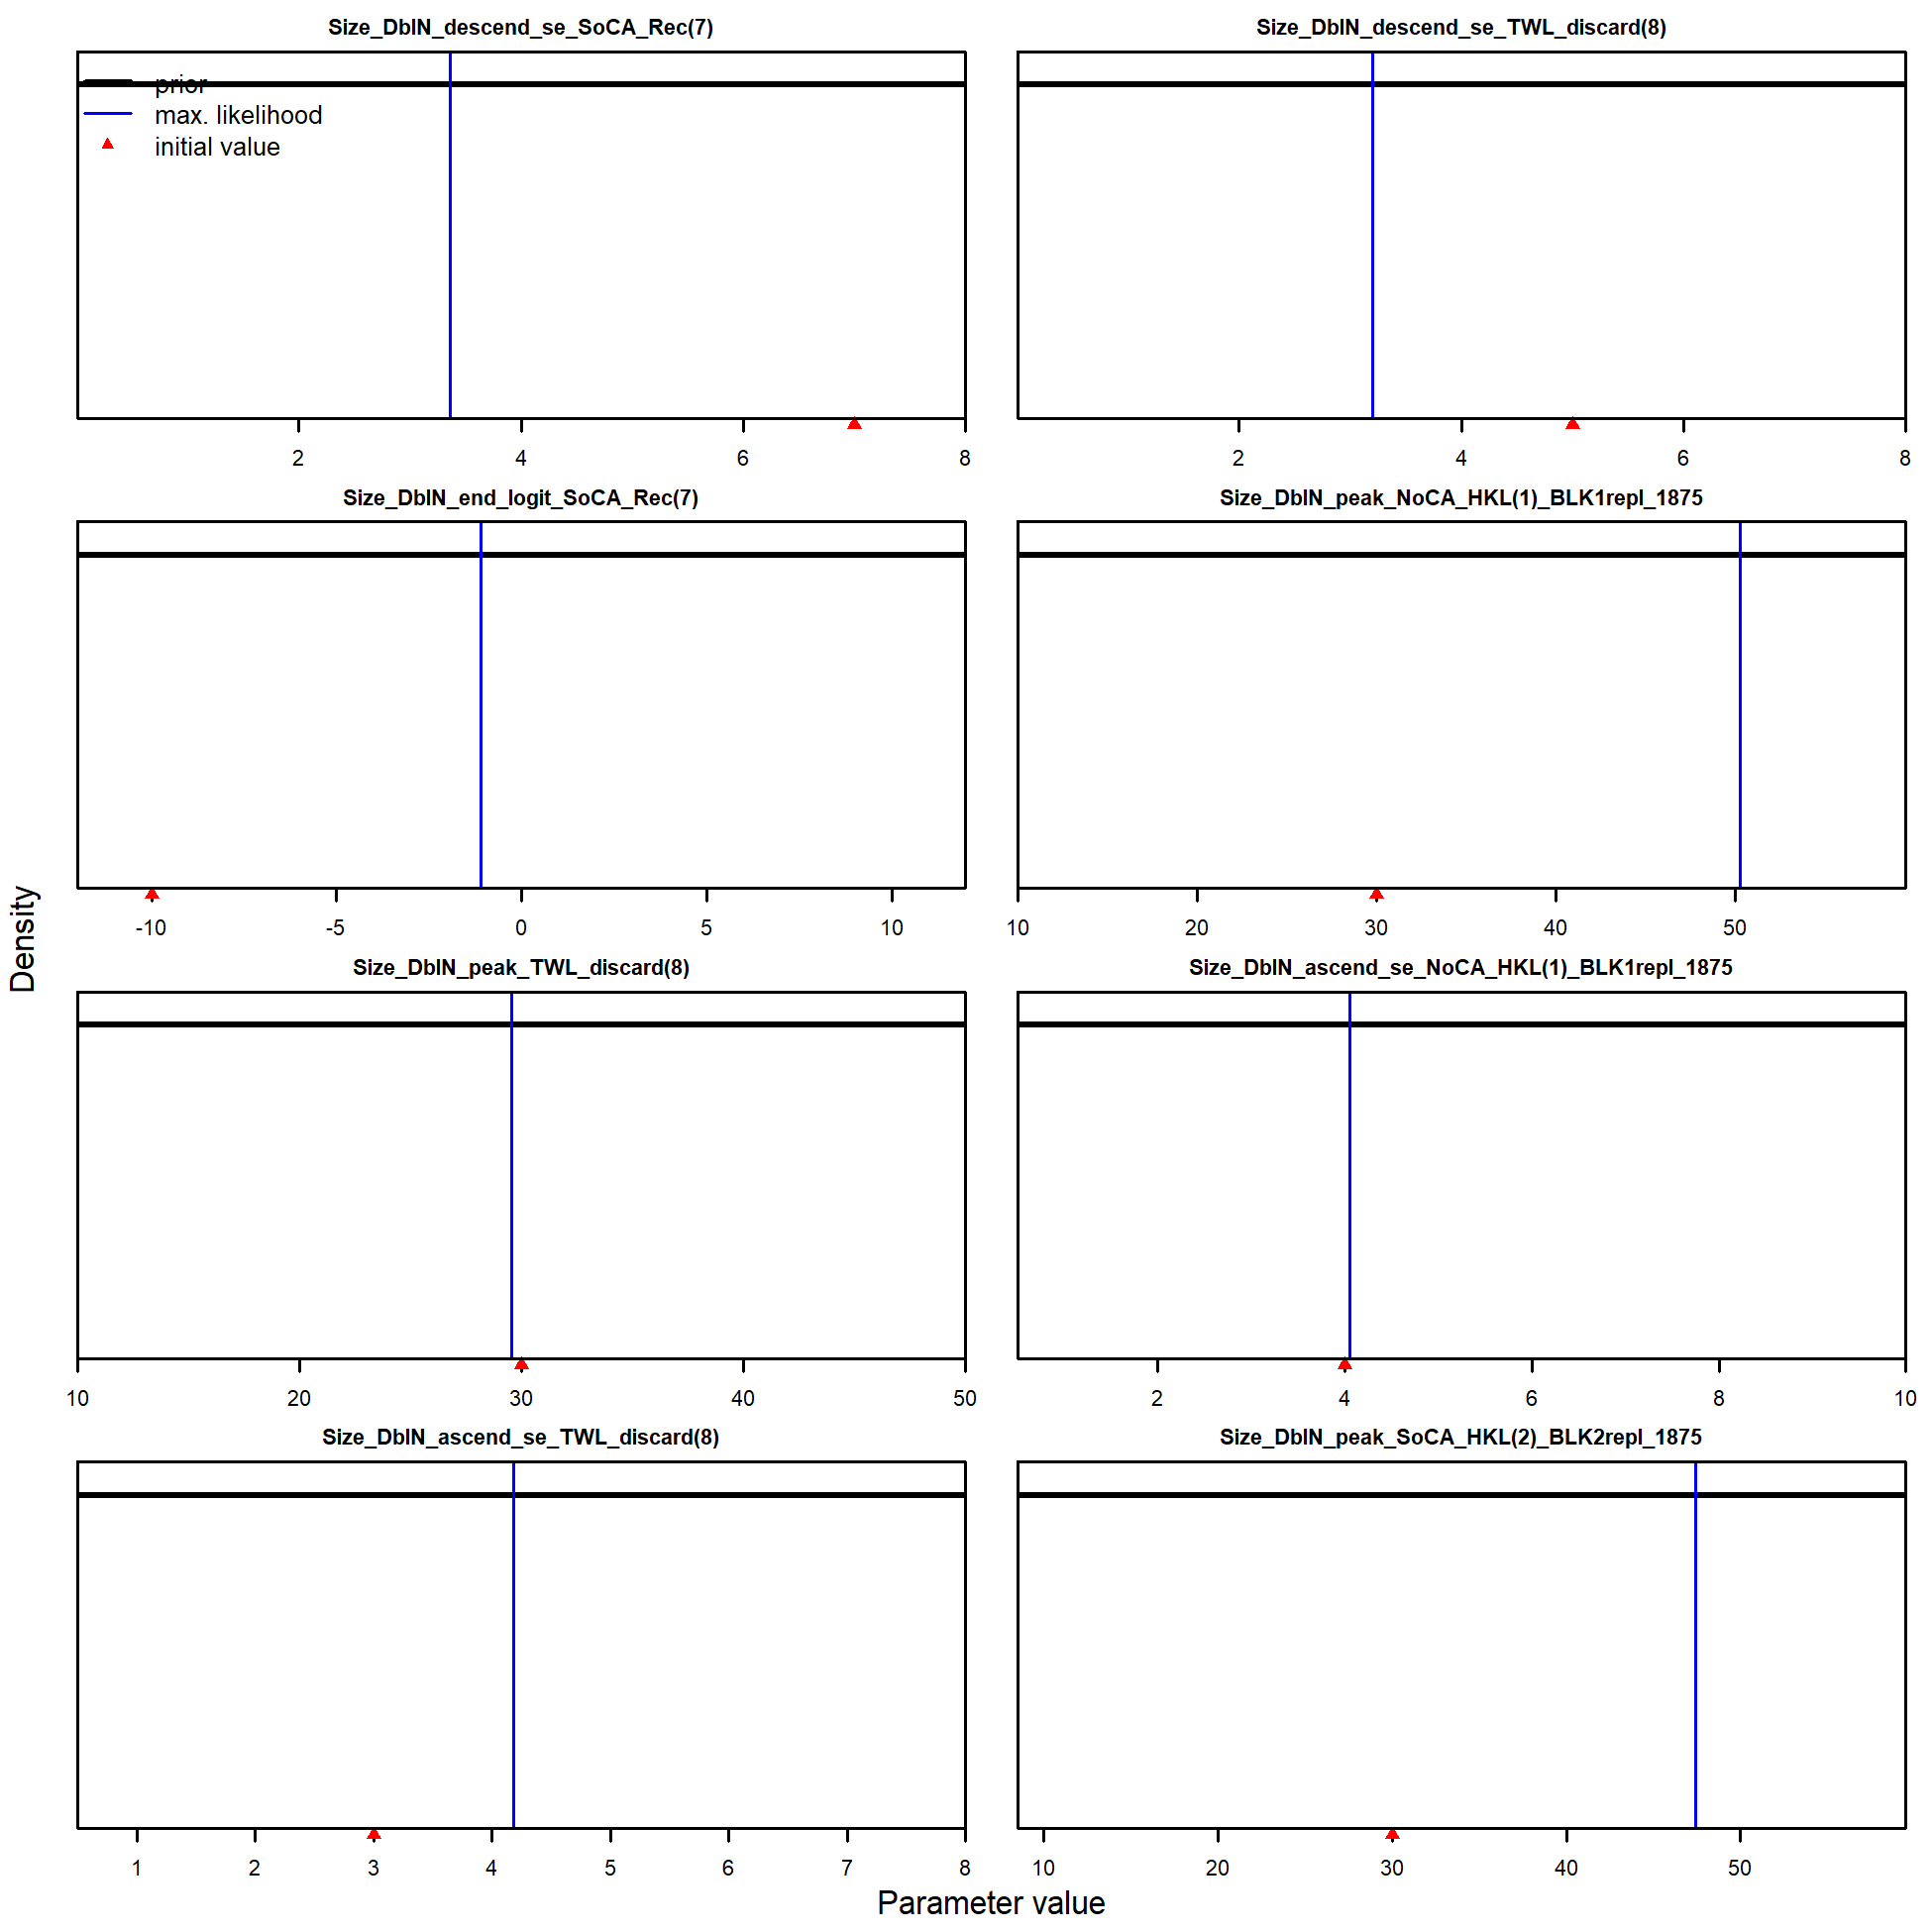 Size_DblN_descend_se_SoCA_Rec(7)
prior
max. likelihood
initial value
2 4 6 8
Size_DblN_descend_se_TWL_discard(8)
2 4 6 8
Size_DblN_end_logit_SoCA_Rec(7)
-10 -5 0 5 10
Size_DblN_peak_NoCA_HKL(1)_BLK1repl_1875
10 20 30 40 50
Size_DblN_peak_TWL_discard(8)
10 20 30 40 50
Size_DblN_ascend_se_NoCA_HKL(1)_BLK1repl_1875
2 4 6 8 10
Size_DblN_ascend_se_TWL_discard(8)
1 2 3 4 5 6 7 8
Size_DblN_peak_SoCA_HKL(2)_BLK2repl_1875
10 20 30 40 50
Density
Parameter value